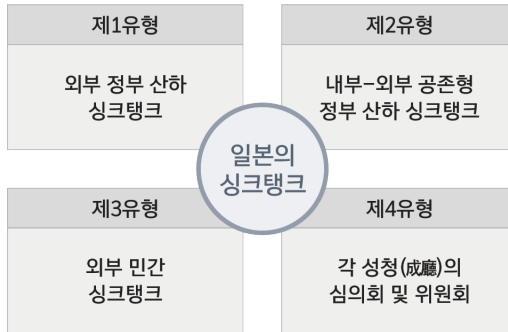 제1유형
외부 정부 산하
싱크탱크
제2유형
내부-외부 공존형
정부 산하 싱크탱크
일본의
싱크탱크
제3유형
외부 민간
싱크탱크
제4유형
각 성청(成廳)의
심의회 및 위원회